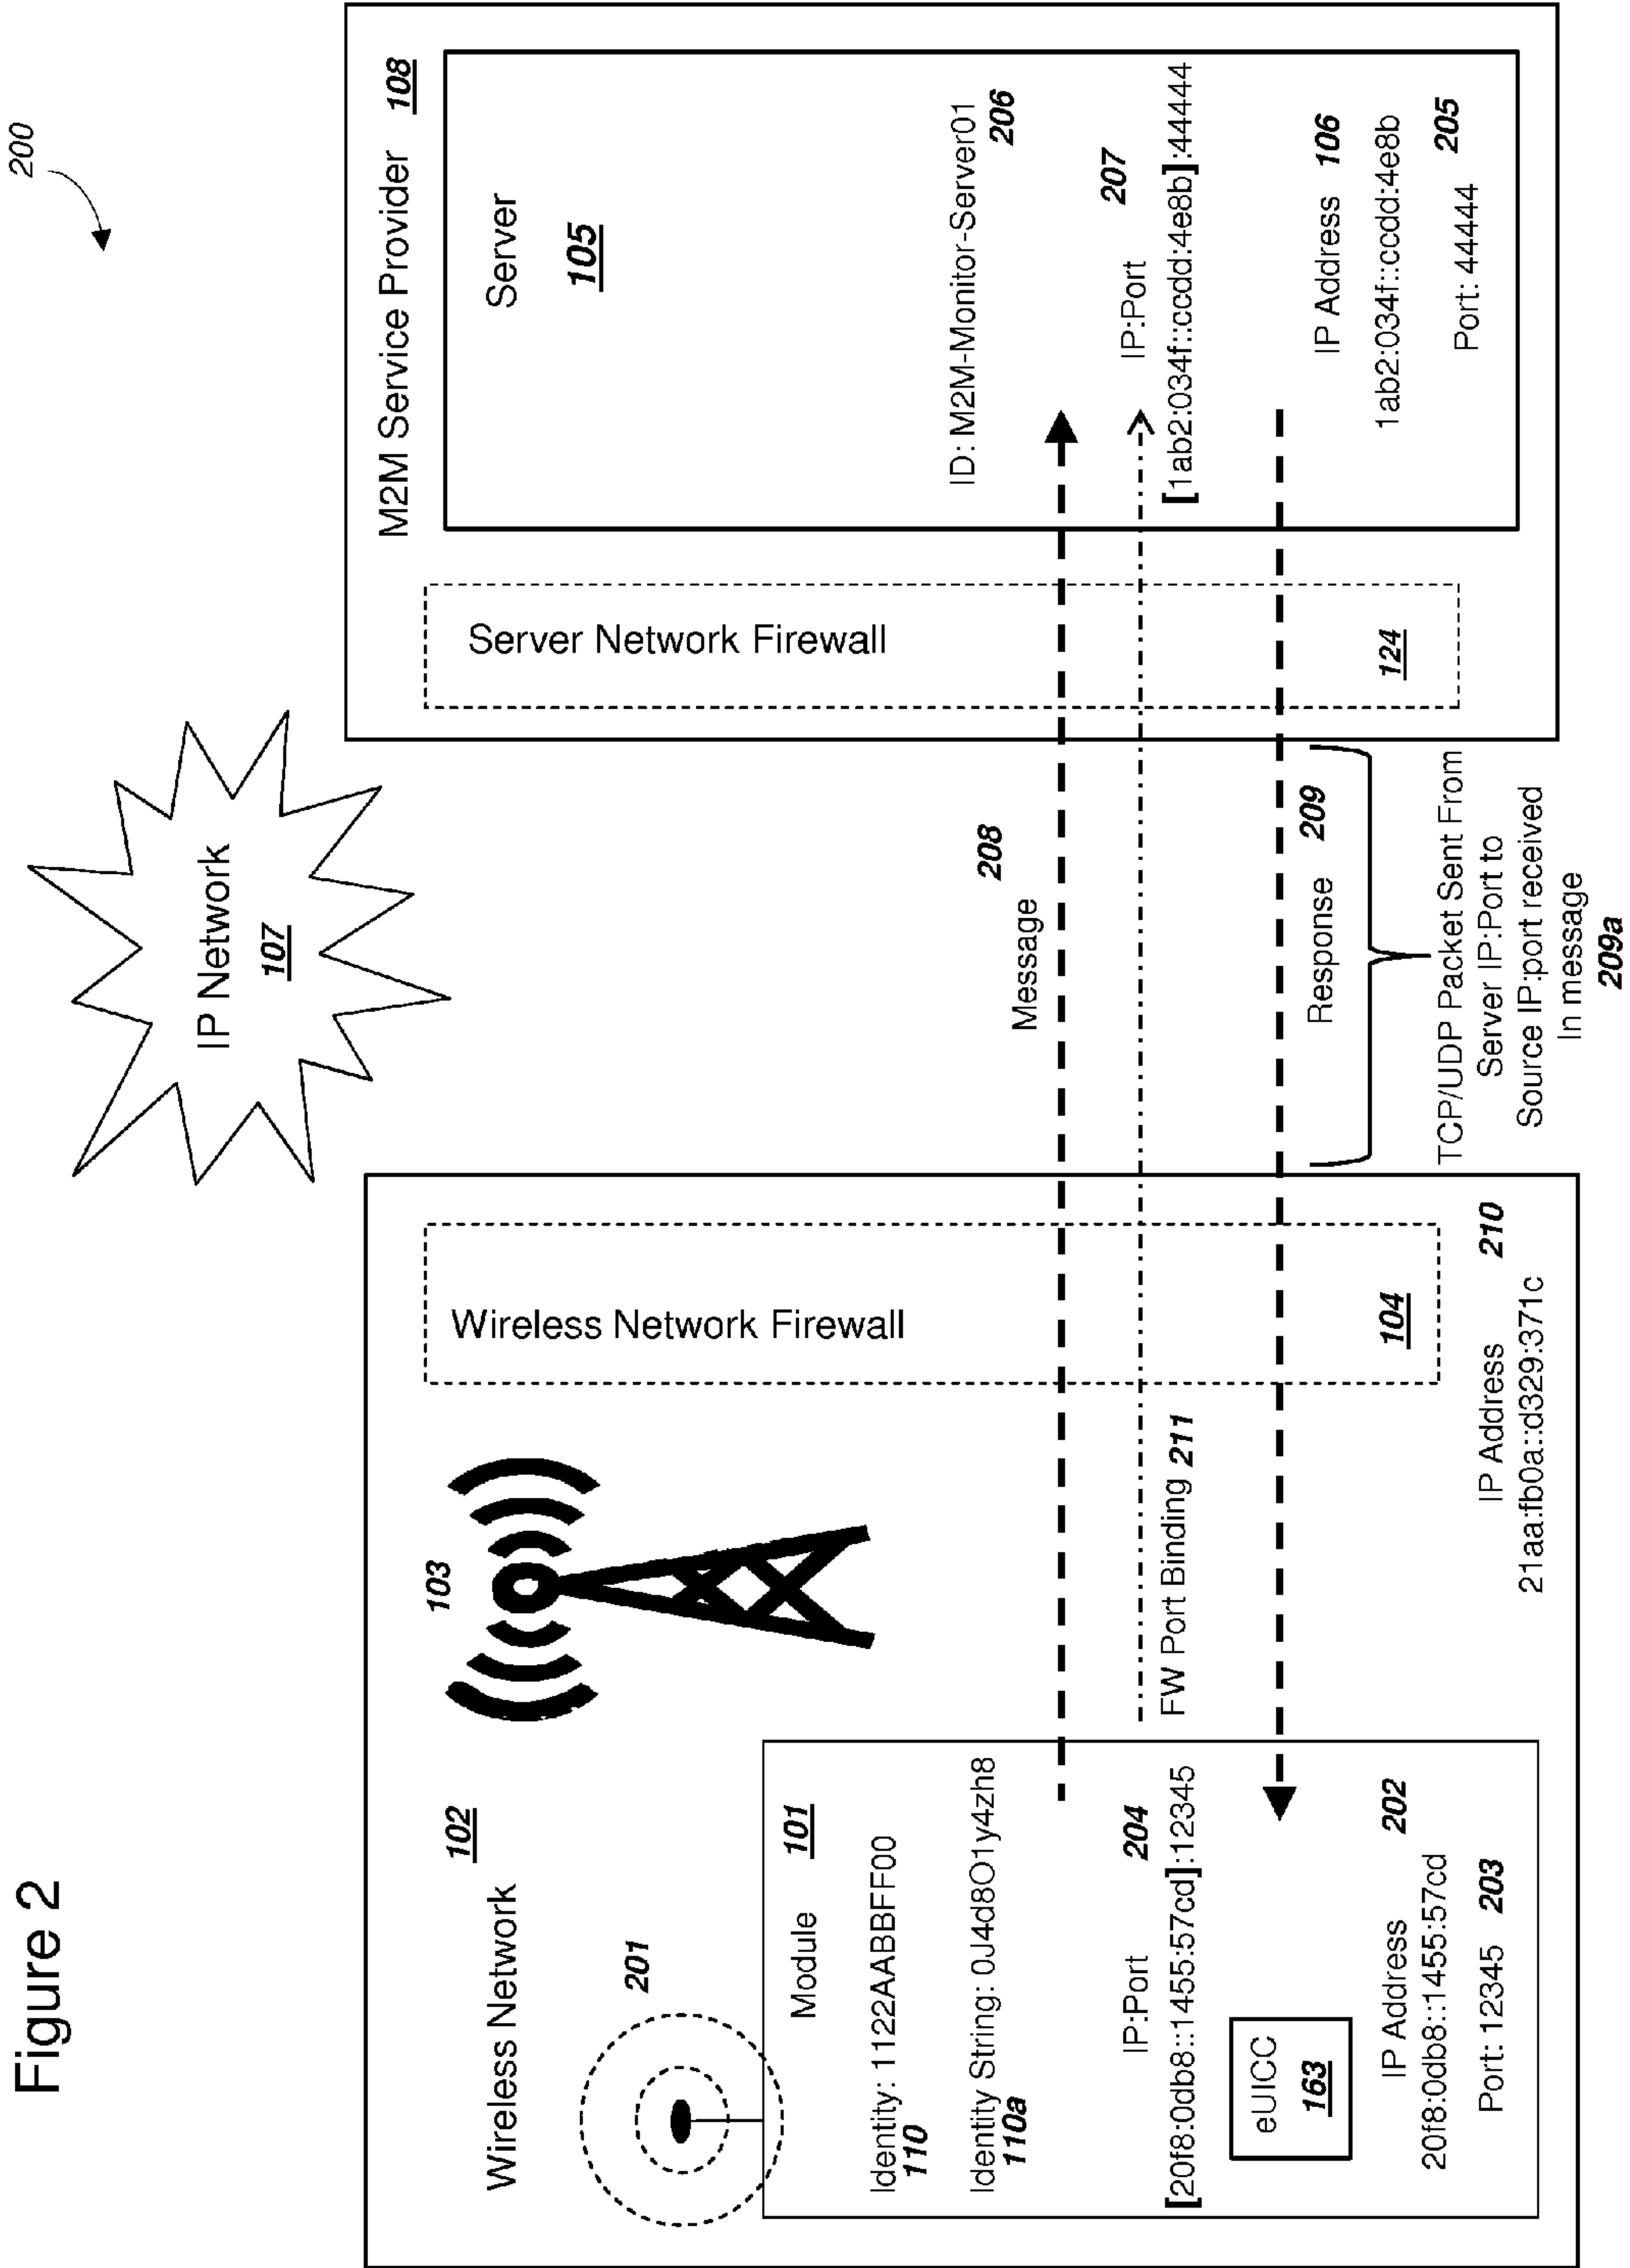 Figure 2
200
Wireless Network
102
103
201
Module
101
Identity: 1122AABBFF00
110
Identity String: 0J4d8O1y4zh8
110a
IP:Port
204
[20f8:0db8::1455:57cd]:12345
eUICC
163
IP Address
202
20f8:0db8::1455:57cd
Port: 12345
203
FW Port Binding 211
Wireless Network Firewall
104
IP Address
210
21aa:fb0a::d329:371c
IP Network
107
Message
208
Response
209
TCP/UDP Packet Sent From
Server IP:Port to
Source IP:port received
In message
209a
M2M Service Provider
108
Server Network Firewall
124
Server
105
ID: M2M-Monitor-Server01
206
IP:Port
207
[1ab2:034f::ccdd:4e8b]:44444
IP Address
106
1ab2:034f::ccdd:4e8b
Port: 44444
205